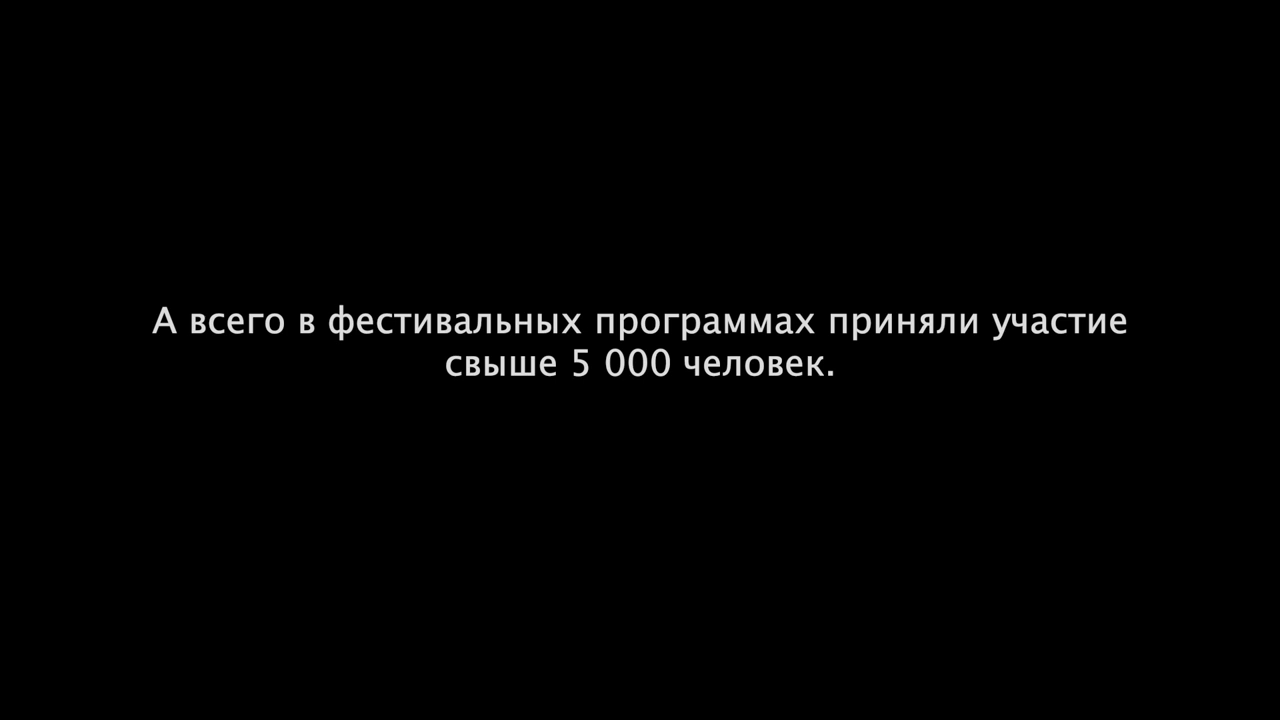 А всего в фестивальных программах приняли участие
свыше 5 000 человек.